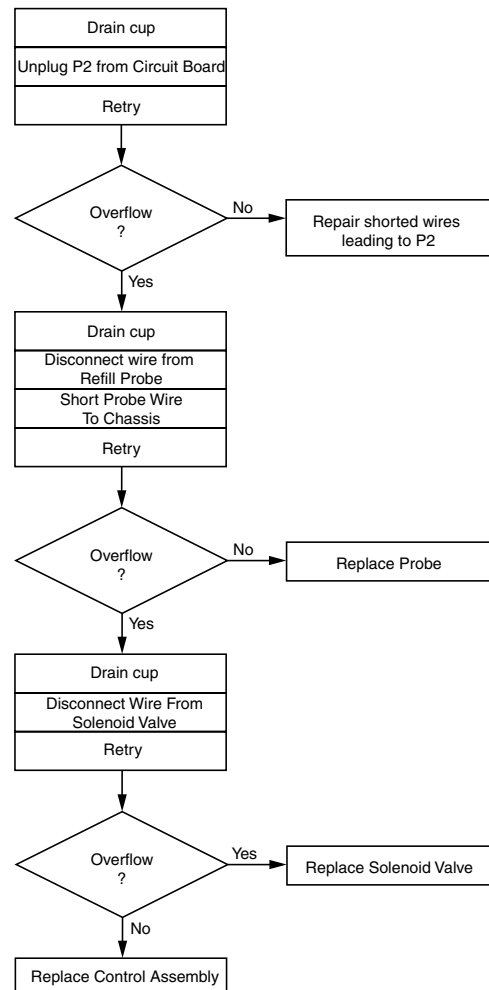 Drain cup
Unplug P2 from Circuit Board
Retry
Overflow
?
No
Repair shorted wires
leading to P2
Yes
Drain cup
Disconnect wire from
Refill Probe
Short Probe Wire
To Chassis
Retry
Overflow
?
No
Replace Probe
Yes
Drain cup
Disconnect Wire From
Solenoid Valve
Retry
Overflow
?
Yes
Replace Solenoid Valve
No
Replace Control Assembly